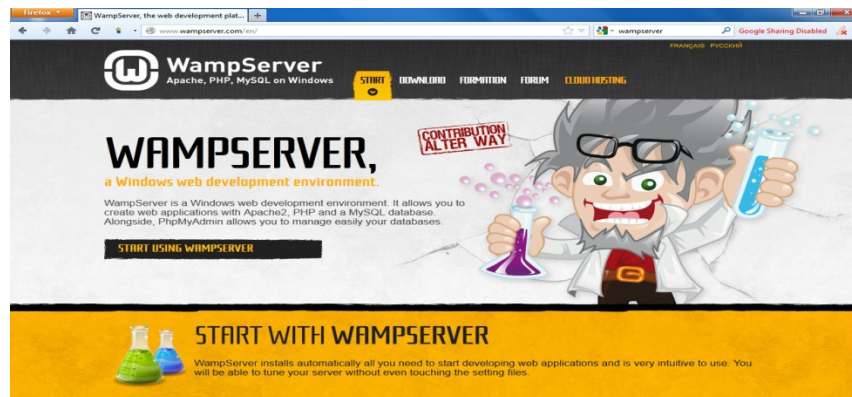 Firefox
WampServer, the web development plat...
www.wampserver.com/en/
wampserver
Google Sharing Disabled
FRANÇAIS РУССКИЙ
WampServer
Apache, PHP, MySQL on Windows
START DOWNLOAD FORMATION FORUM CLOUD HOSTING
CONTRIBUTION
ALTER WAY
WAMPSERVER,
a Windows web development environment.
WampServer is a Windows web development environment. It allows you to
create web applications with Apache2, PHP and a MySQL database.
Alongside, PhpMyAdmin allows you to manage easily your databases.
START USING WAMPSERVER
START WITH WAMPSERVER
WampServer installs automatically all you need to start developing web applications and is very intuitive to use. You
will be able to tune your server without even touching the setting files.